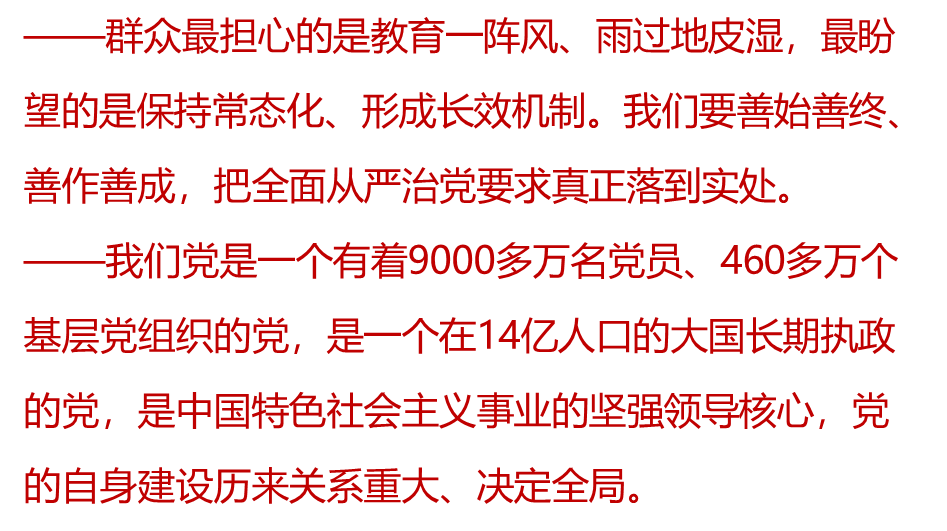 ——群众最担心的是教育一阵风、雨过地皮湿，最盼
望的是保持常态化、形成长效机制。我们要善始善终、
善作善成，把全面从严治党要求真正落到实处。
——我们党是一个有着9000多万名党员、460多万个
基层党组织的党，是一个在14亿人口的大国长期执政
的党，是中国特色社会主义事业的坚强领导核心，党
的自身建设历来关系重大、决定全局。